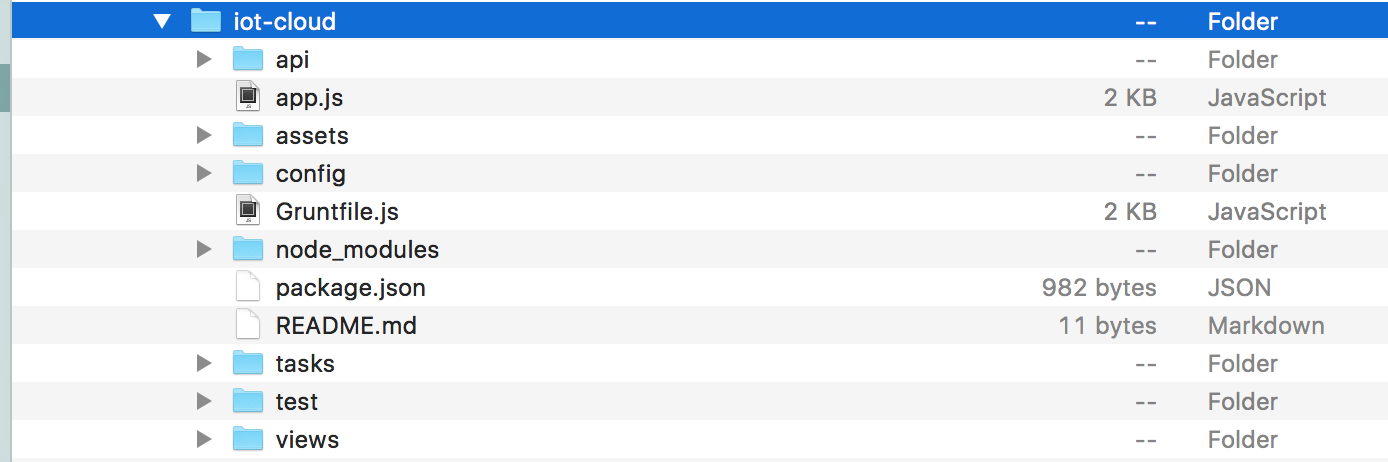 iot-cloud -- Folder
api -- Folder
app.js 2 KB JavaScript
assets -- Folder
config -- Folder
Gruntfile.js 2 KB JavaScript
node_modules -- Folder
package.json 982 bytes JSON
README.md 11 bytes Markdown
tasks -- Folder
test -- Folder
views -- Folder